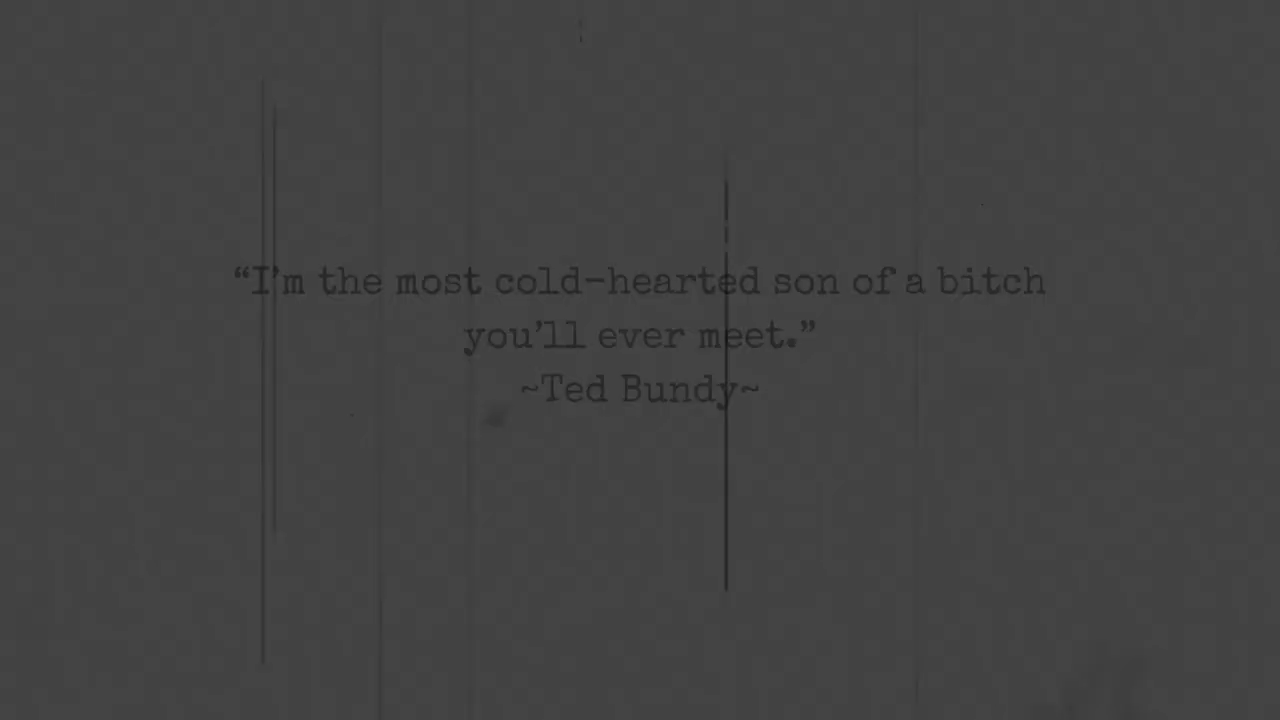 “I’m the most cold-hearted son of a bitch
you’ll ever meet.”
~Ted Bundy~